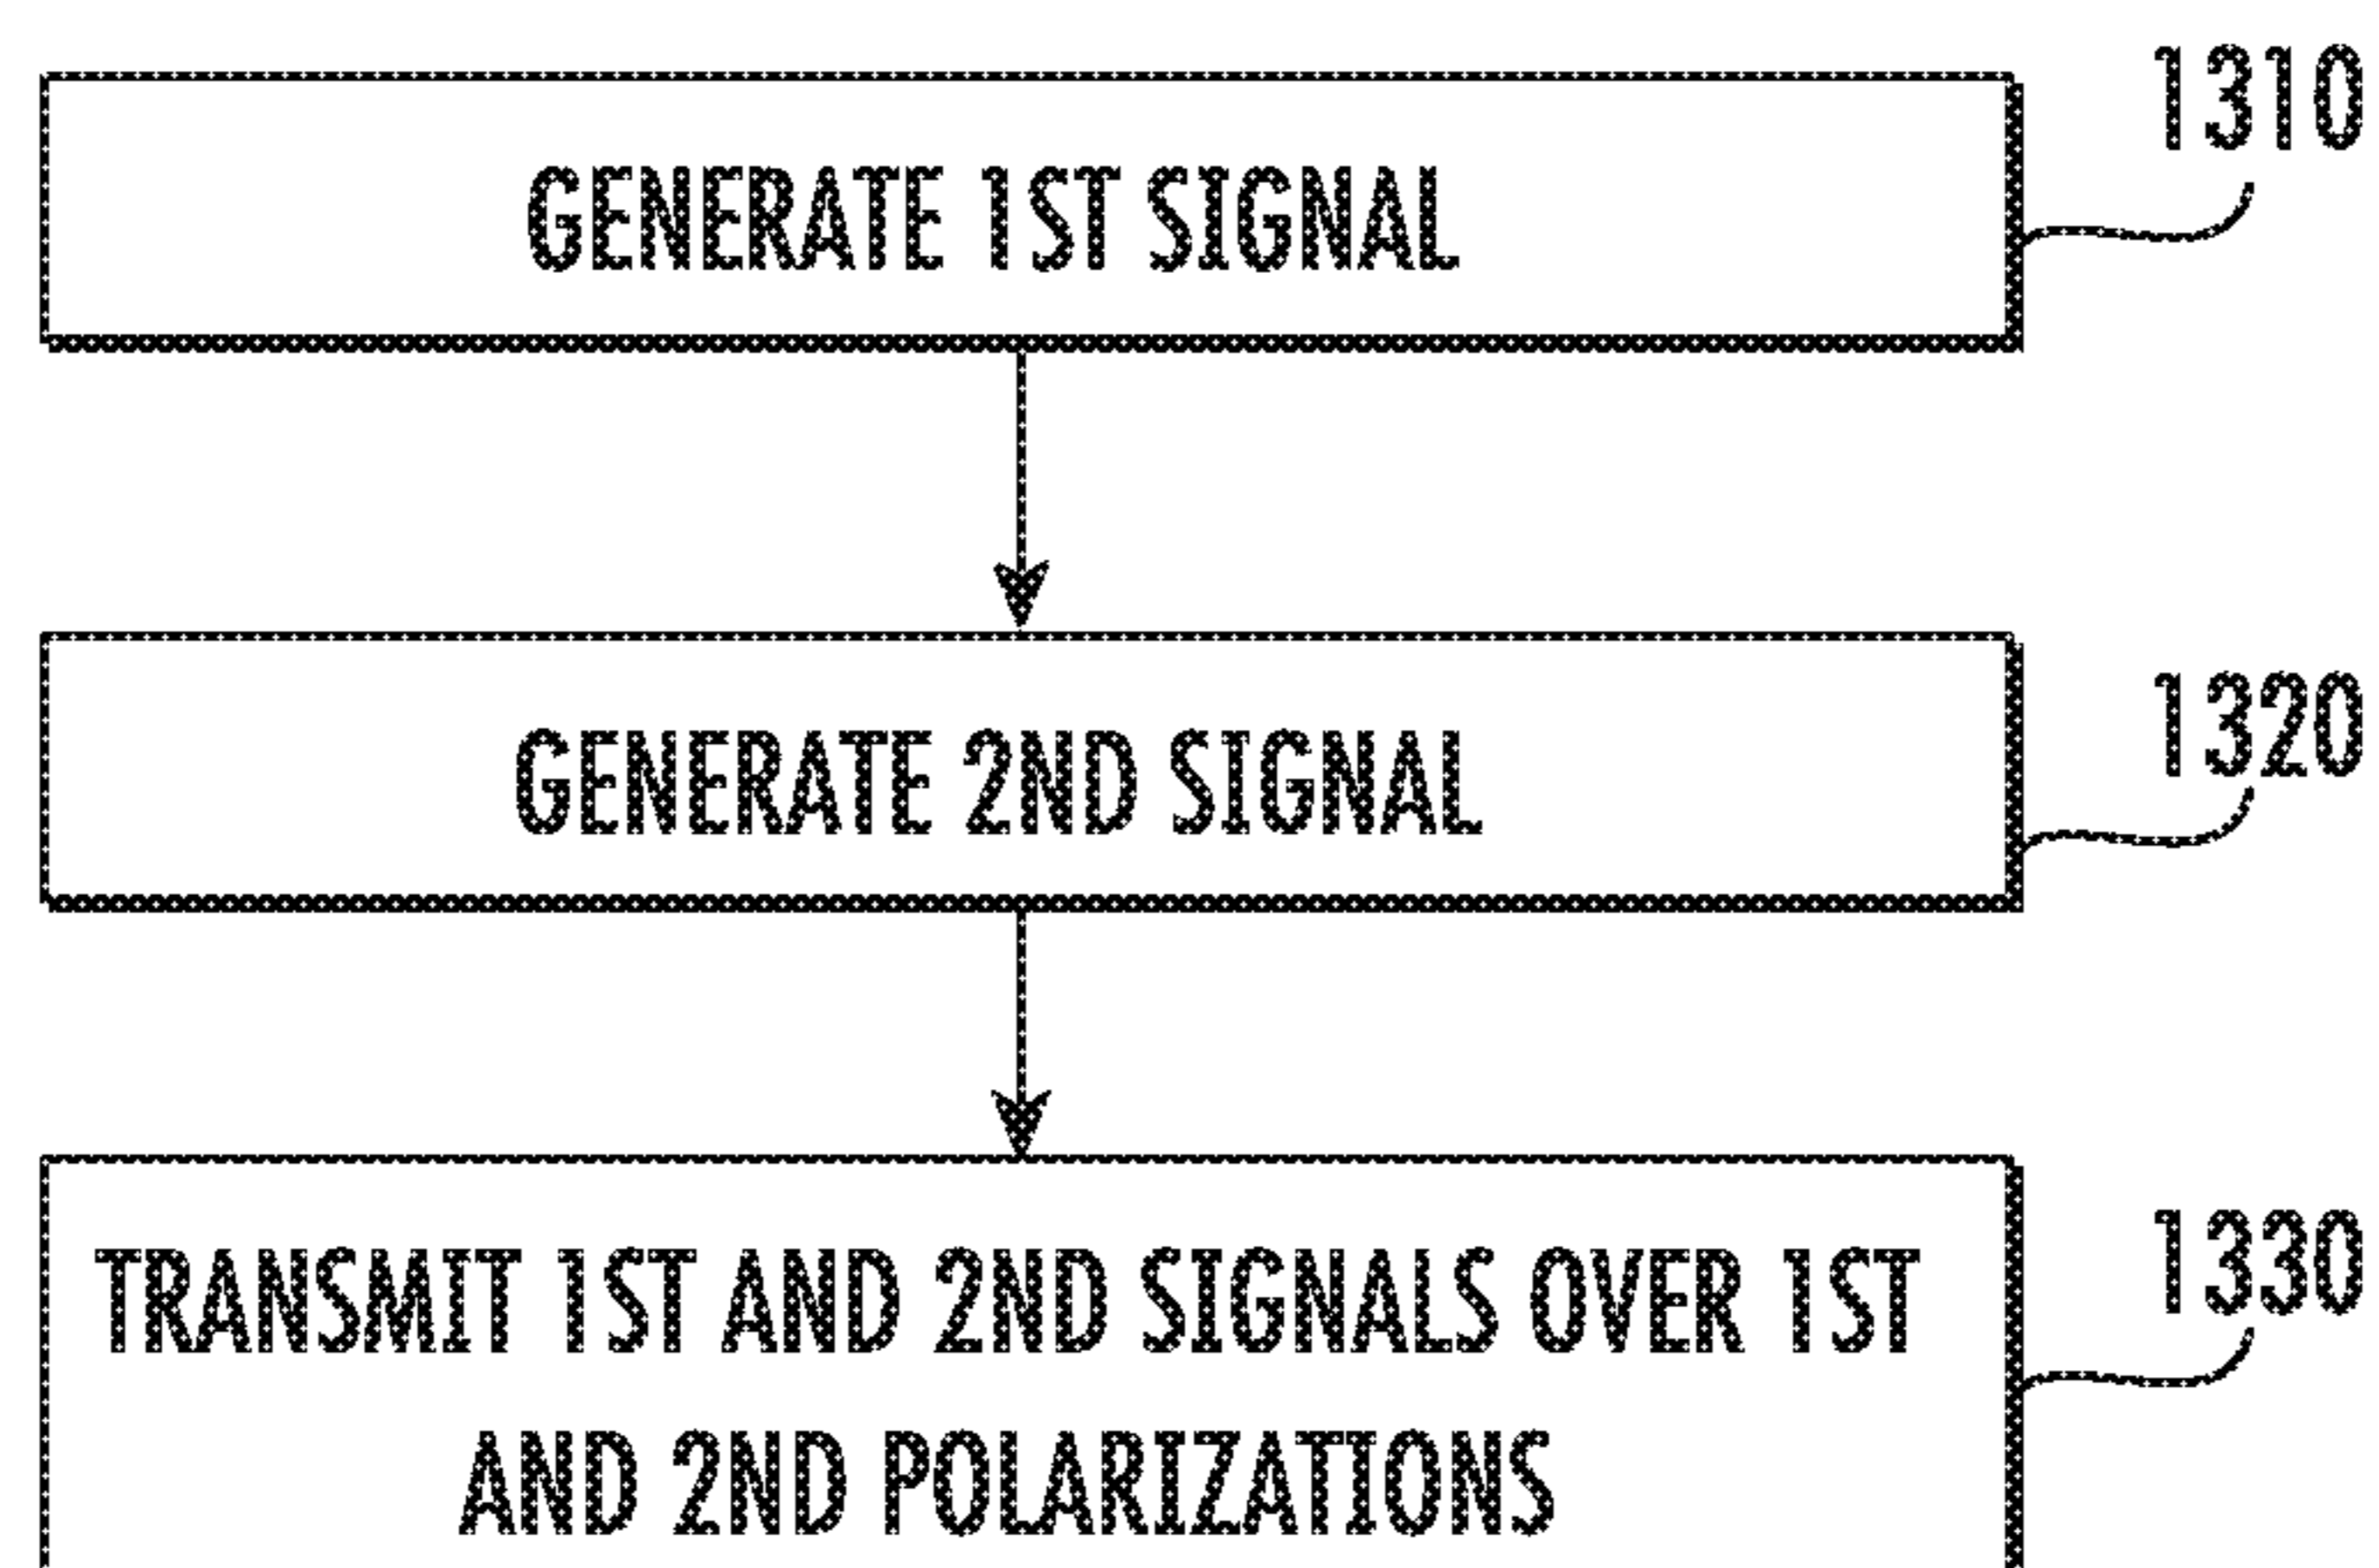 1310
GENERATE 1ST SIGNAL
1320
GENERATE 2ND SIGNAL
1330
TRANSMIT 1ST AND 2ND SIGNALS OVER 1ST
AND 2ND POLARIZATIONS